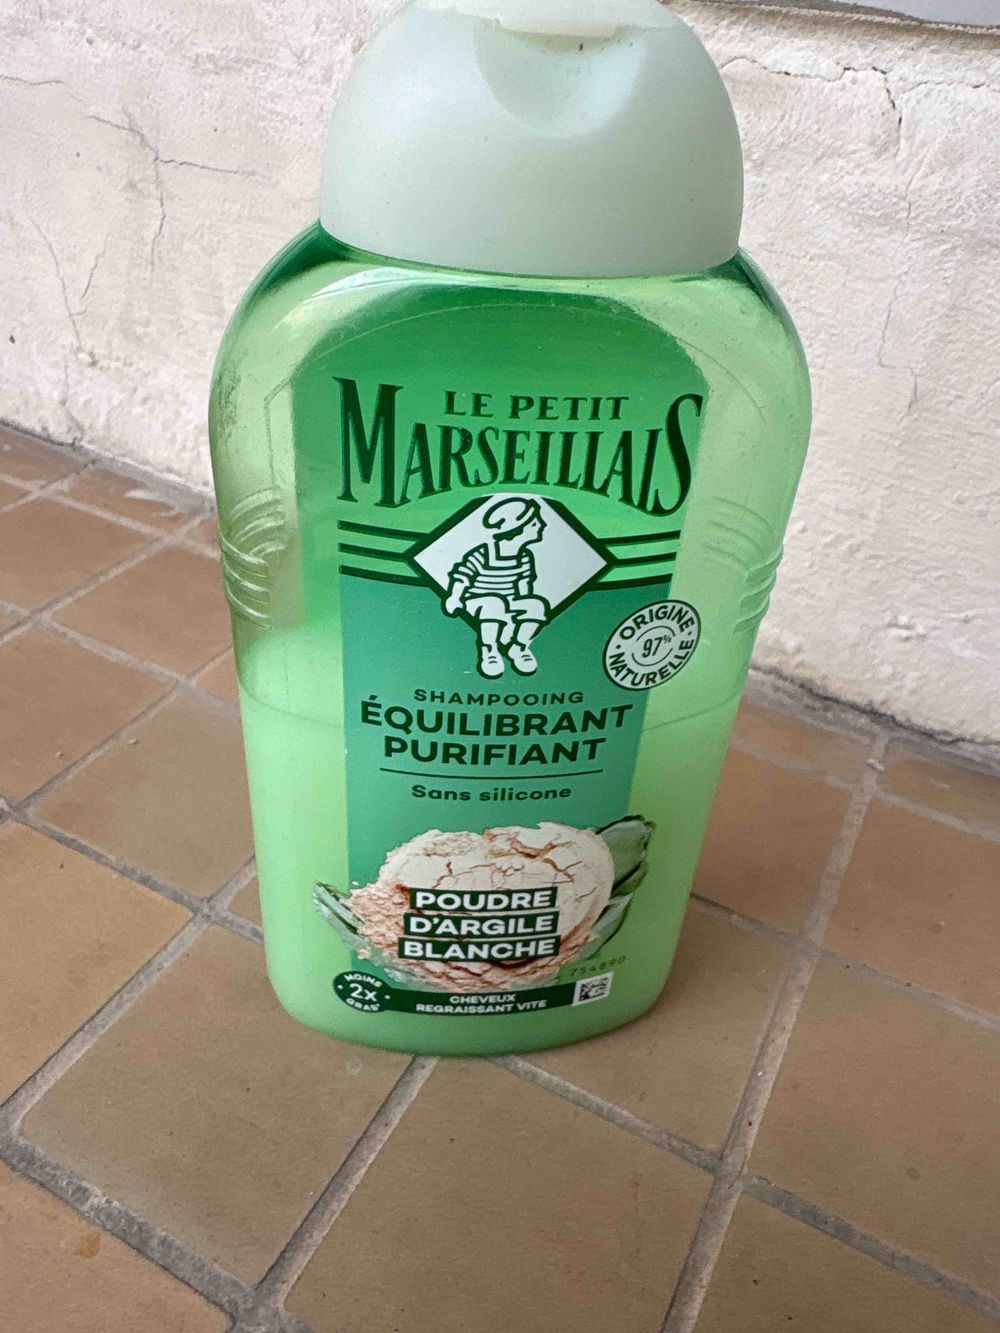 LE PETIT
MARSEILLAIS
ORIGINE
97%
NATURELLE
SHAMPOOING
ÉQUILIBRANT
PURIFIANT
Sans silicone
POUDRE
D'ARGILE
BLANCHE
754890
MOINS
2x
GRAS
CHEVEUX
REGRAISSANT VITE